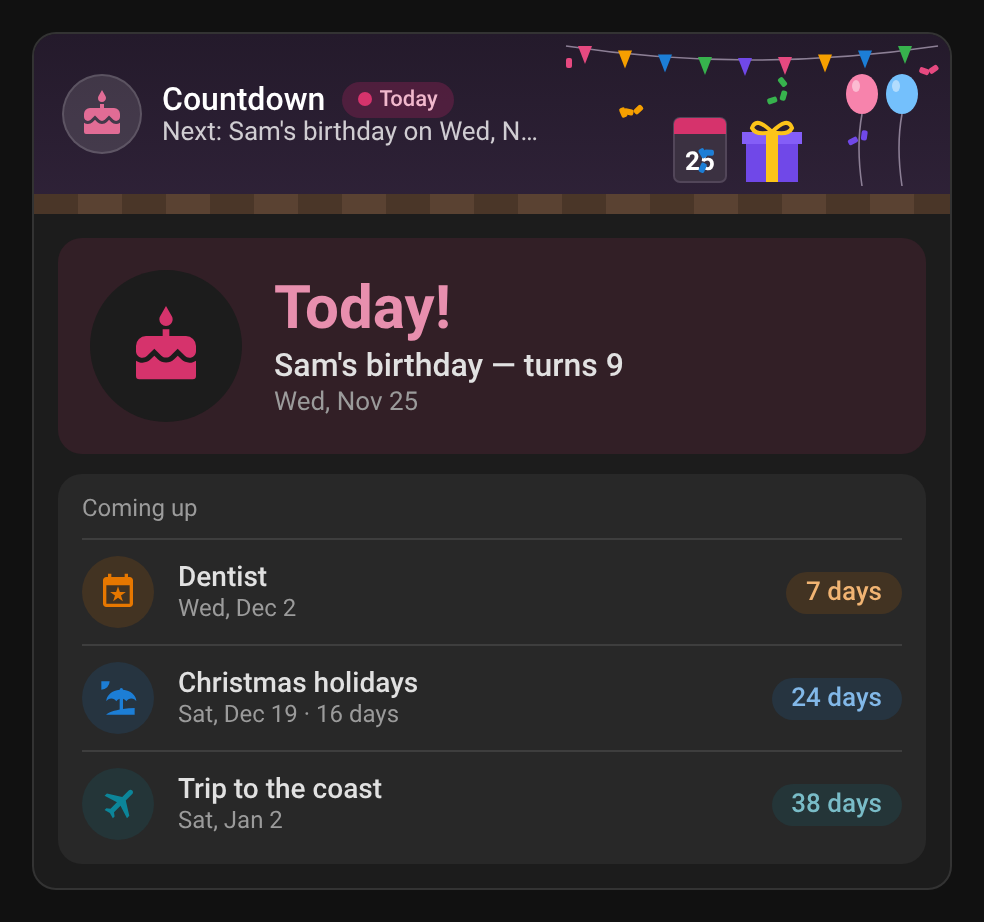 Countdown
Today
Next: Sam's birthday on Wed, N...
25
Today!
Sam's birthday — turns 9
Wed, Nov 25
Coming up
Dentist
Wed, Dec 2
7 days
Christmas holidays
Sat, Dec 19 · 16 days
24 days
Trip to the coast
Sat, Jan 2
38 days